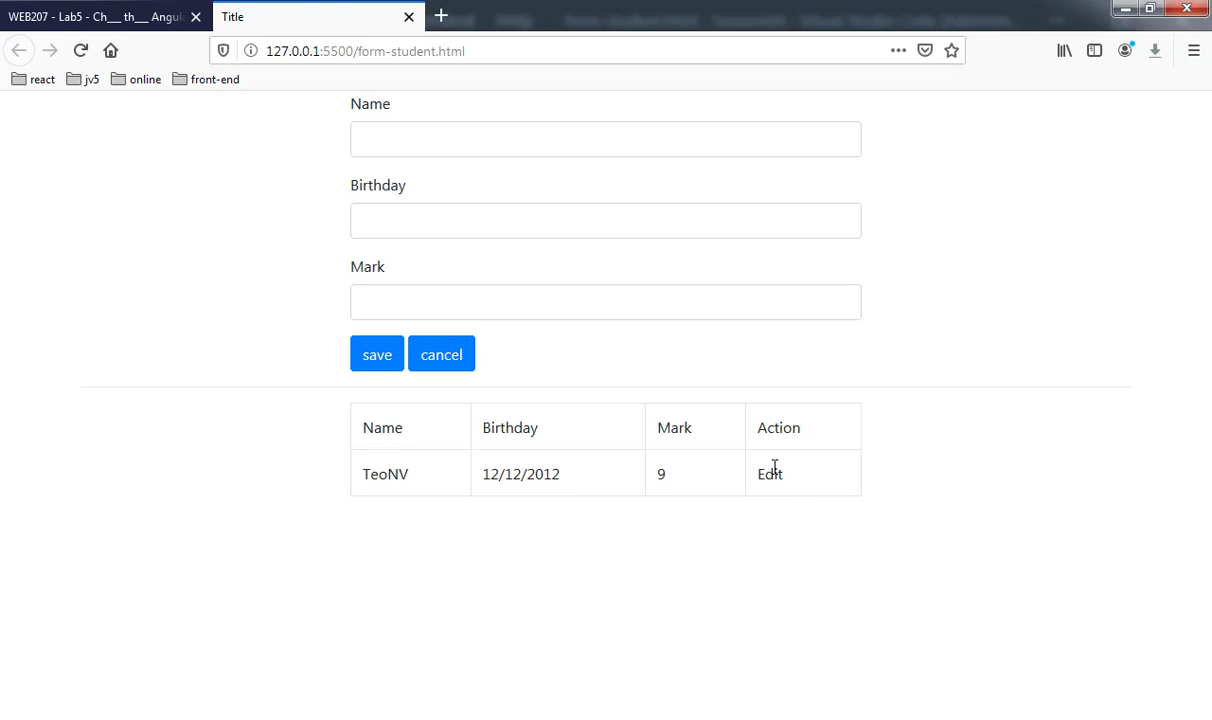 WEB207 - Lab5 - Ch__ th__ Angul
Title
127.0.0.1:5500/form-student.html
react
jv5
online
front-end
Name
Birthday
Mark
save cancel
Name Birthday Mark Action
TeoNV 12/12/2012 9 Edit